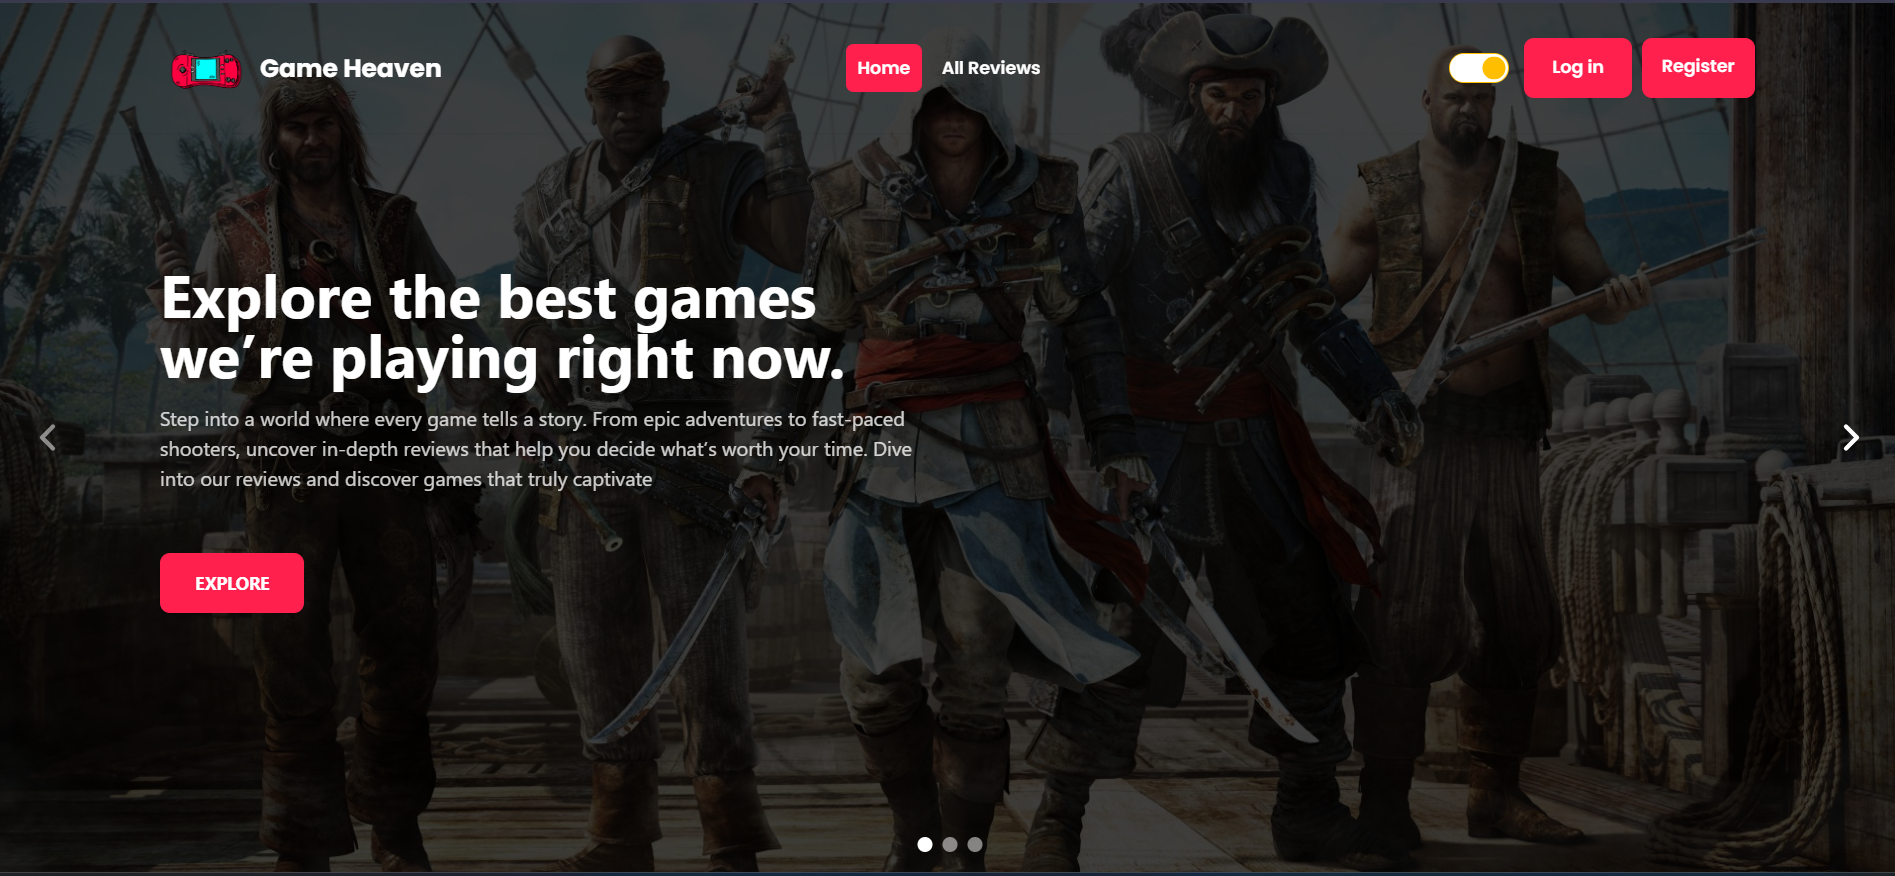 Game Heaven
Home
All Reviews
Log in
Register
Explore the best games
we’re playing right now.
Step into a world where every game tells a story. From epic adventures to fast-paced
shooters, uncover in-depth reviews that help you decide what’s worth your time. Dive
into our reviews and discover games that truly captivate
EXPLORE